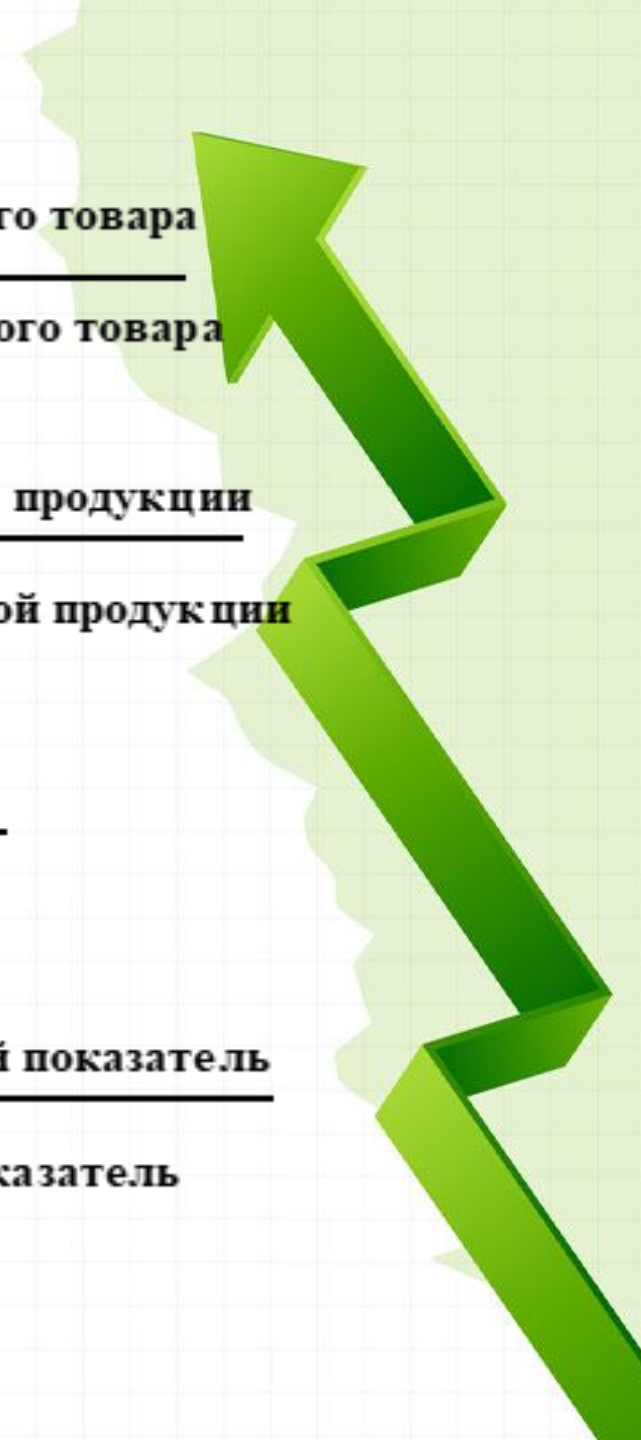 го товара
ого товара
продукции
ой продукции
й показатель
казатель